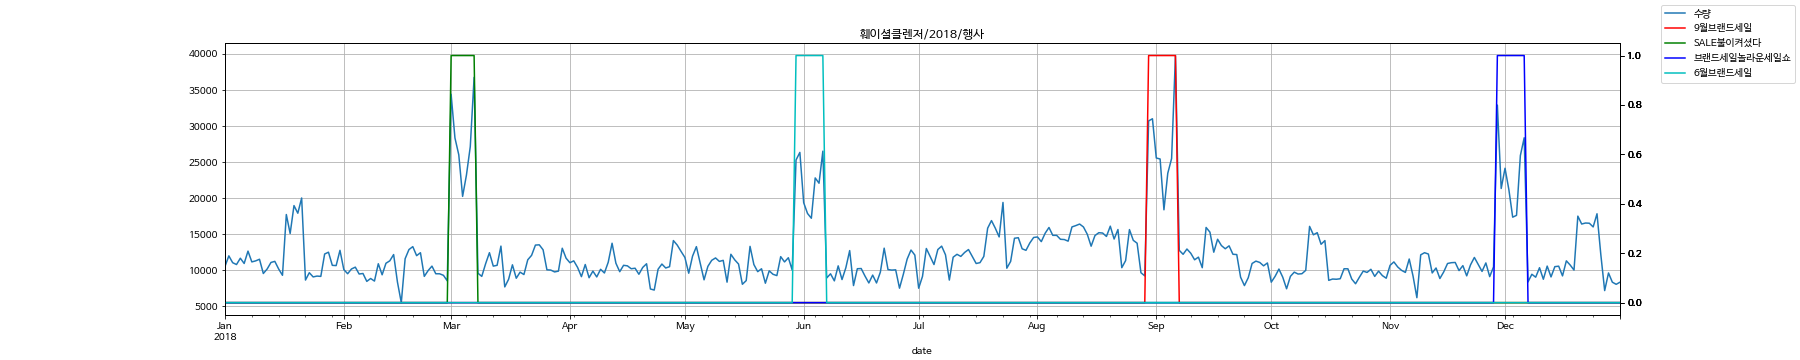 훼이셜클렌저/2018/행사
수량
9월브랜드세일
SALE불이켜셨다
브랜드세일놀라운세일쇼
6월브랜드세일
40000
35000
30000
25000
20000
15000
10000
5000
1.0
0.8
0.6
0.4
0.2
0.0
Jan Feb Mar Apr May Jun Jul Aug Sep Oct Nov Dec
2018
date